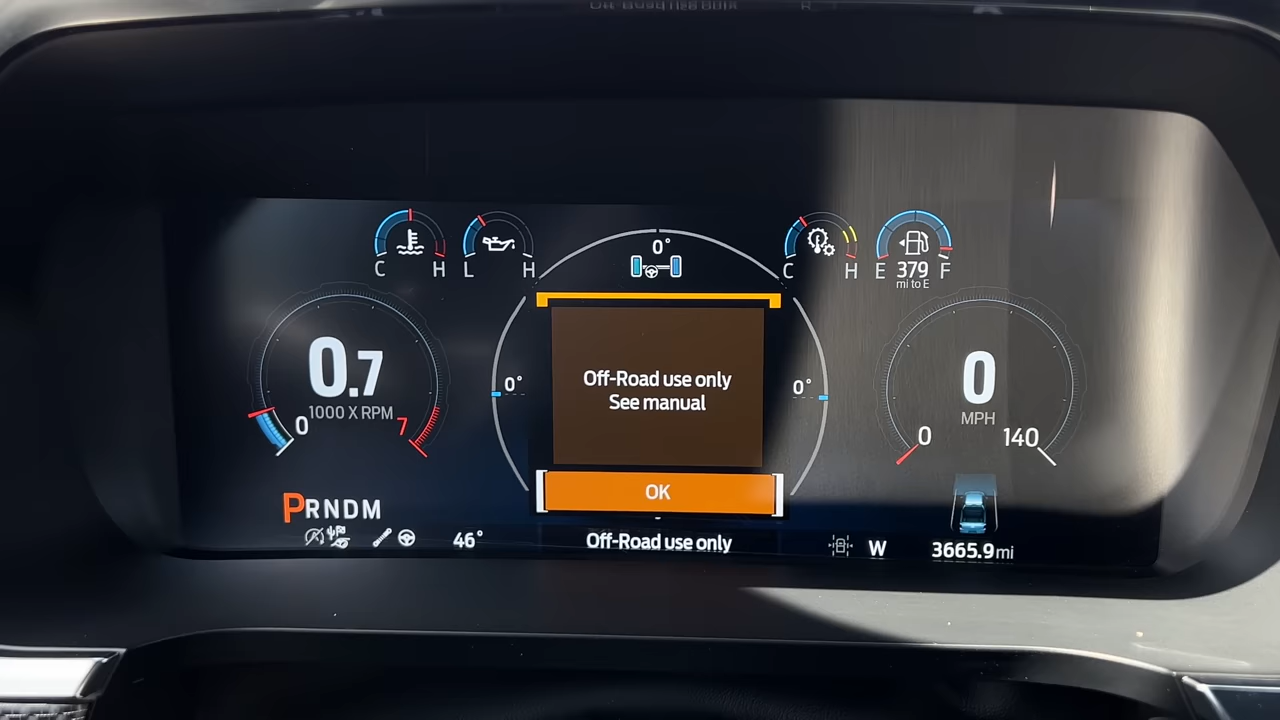 0°
C H
L H
C H
E 379 F
mi to E
Off-Road use only
See manual
0°
0°
0.7
1000 X RPM
0 7
0
MPH
0 140
OK
PRNDM
46°
Off-Road use only
W
3665.9 mi